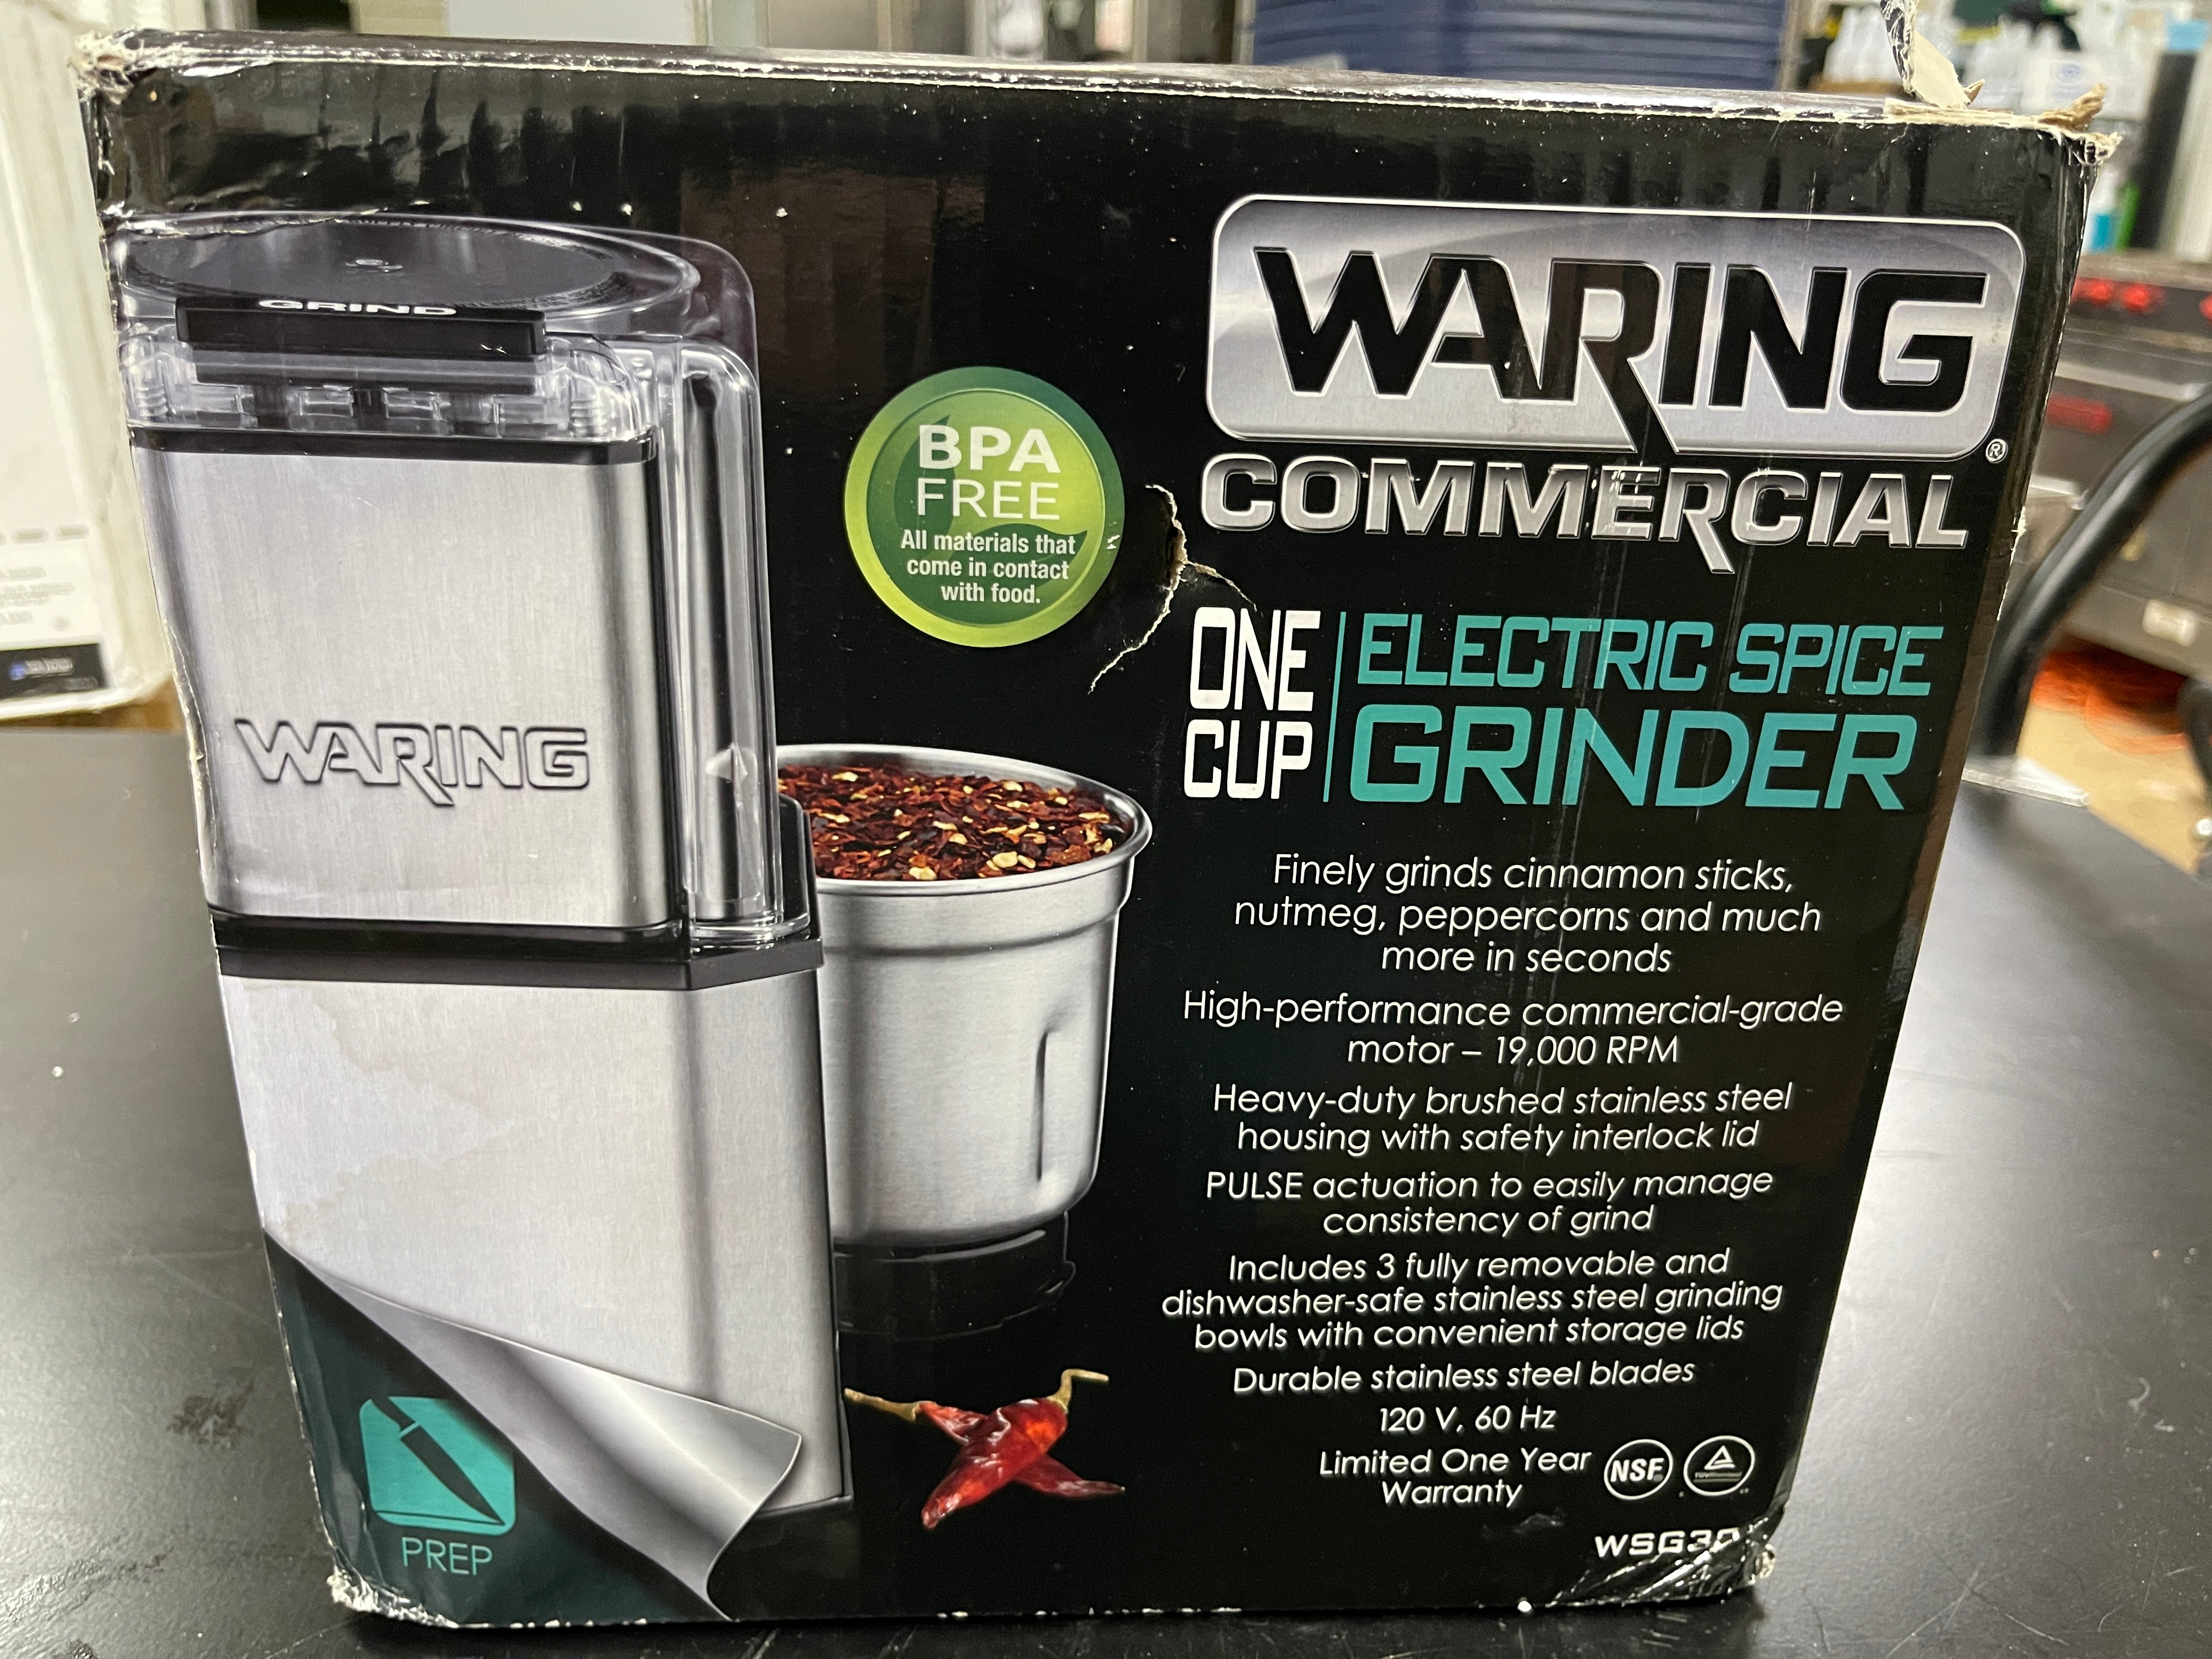 GRIND
WARING
BPA
FREE
All materials that
come in contact
with food.
WARING®
COMMERCIAL
ONE CUP
ELECTRIC SPICE
GRINDER
Finely grinds cinnamon sticks,
nutmeg, peppercorns and much
more in seconds
High-performance commercial-grade
motor – 19,000 RPM
Heavy-duty brushed stainless steel
housing with safety interlock lid
PULSE actuation to easily manage
consistency of grind
Includes 3 fully removable and
dishwasher-safe stainless steel grinding
bowls with convenient storage lids
Durable stainless steel blades
120 V, 60 Hz
Limited One Year
Warranty
NSF
PREP